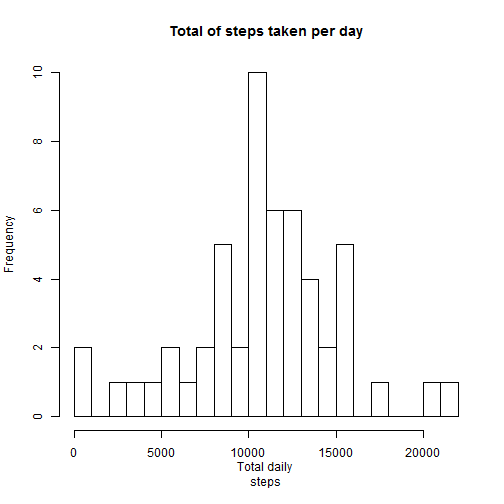 Total of steps taken per day
Frequency
10
8
6
4
2
0
0 5000 10000 15000 20000
Total daily
steps